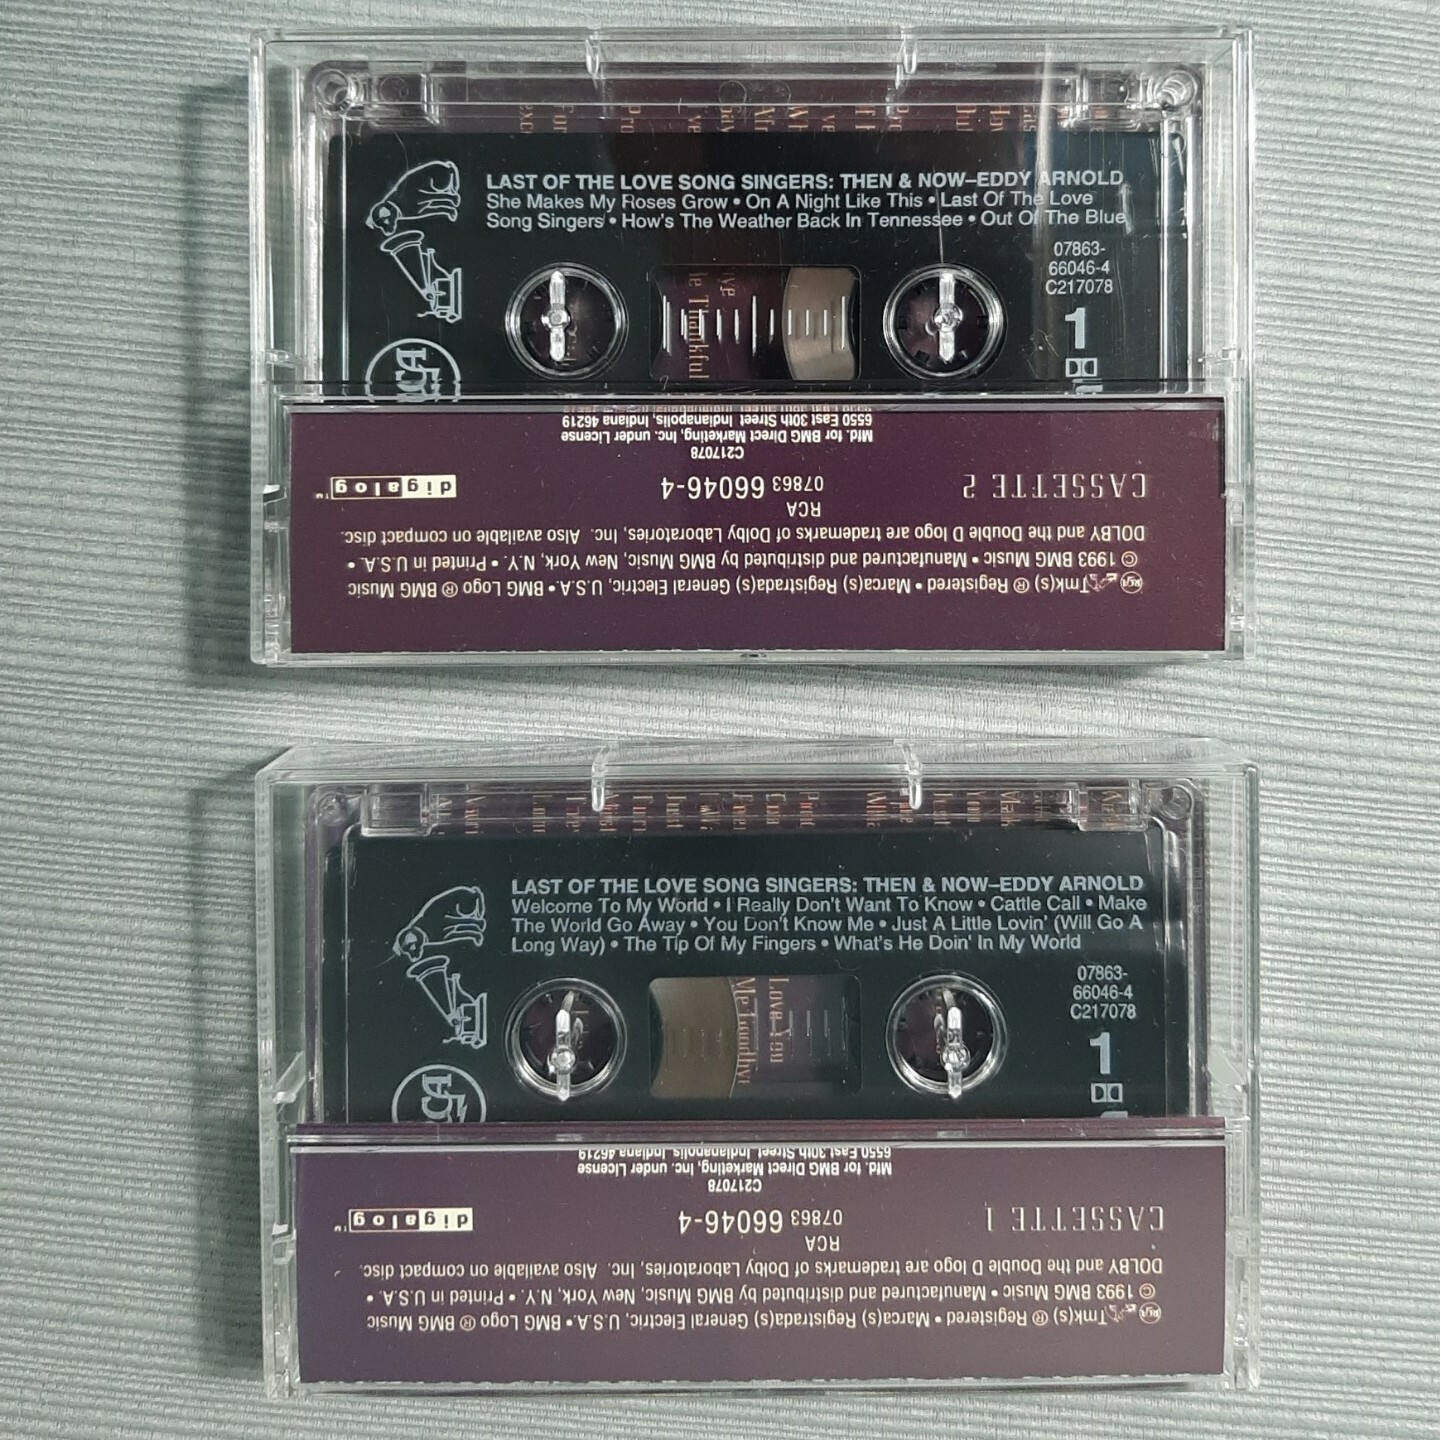 LAST OF THE LOVE SONG SINGERS: THEN & NOW–EDDY ARNOLD
She Makes My Roses Grow • On A Night Like This • Last Of The Love
Song Singers • How's The Weather Back In Tennessee • Out Of The Blue
07863-
66046-4
C217078
1
ye
le Thankful
RCA
6550 East 30th Street, Indianapolis, Indiana 46219
Mfd. for BMG Direct Marketing, Inc. under License
C217078
CASSETTE 2
07863 66046-4
digalog™
RCA
DOLBY and the Double D logo are trademarks of Dolby Laboratories, Inc. Also available on compact disc.
© 1993 BMG Music • Manufactured and distributed by BMG Music, New York, N.Y. • Printed in U.S.A. •
Tmk(s) ® Registered • Marca(s) Registrada(s) General Electric, U.S.A. • BMG Logo ® BMG Music
LAST OF THE LOVE SONG SINGERS: THEN & NOW–EDDY ARNOLD
Welcome To My World • I Really Don't Want To Know • Cattle Call • Make
The World Go Away • You Don't Know Me • Just A Little Lovin' (Will Go A
Long Way) • The Tip Of My Fingers • What's He Doin' In My World
07863-
66046-4
C217078
1
Love You
Me Goodbye
RCA
6550 East 30th Street, Indianapolis, Indiana 46219
Mfd. for BMG Direct Marketing, Inc. under License
C217078
CASSETTE 1
07863 66046-4
digalog™
RCA
DOLBY and the Double D logo are trademarks of Dolby Laboratories, Inc. Also available on compact disc.
© 1993 BMG Music • Manufactured and distributed by BMG Music, New York, N.Y. • Printed in U.S.A. •
Tmk(s) ® Registered • Marca(s) Registrada(s) General Electric, U.S.A. • BMG Logo ® BMG Music